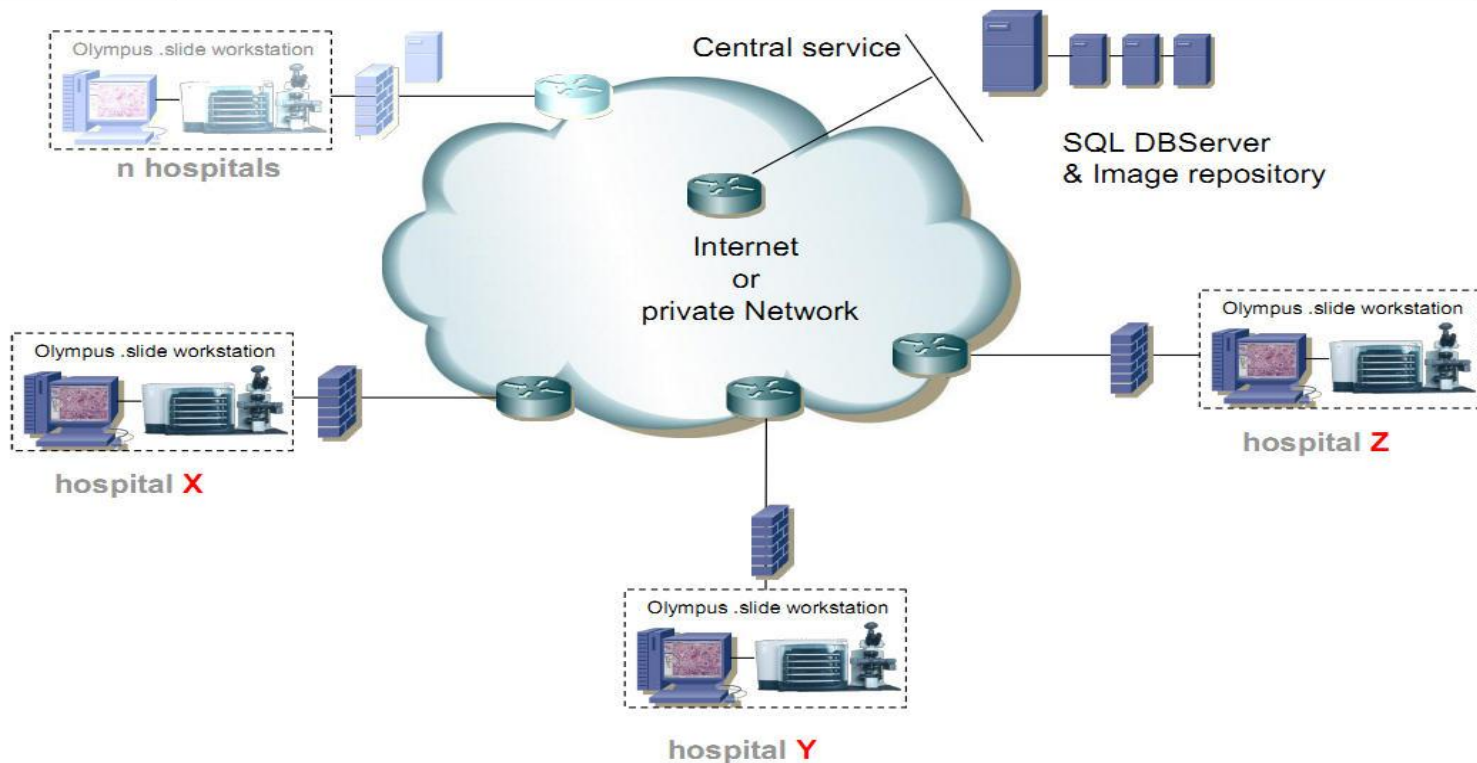 Olympus .slide workstation
n hospitals
Central service
SQL DBServer
& Image repository
Internet
or
private Network
Olympus .slide workstation
hospital X
Olympus .slide workstation
hospital Z
Olympus .slide workstation
hospital Y